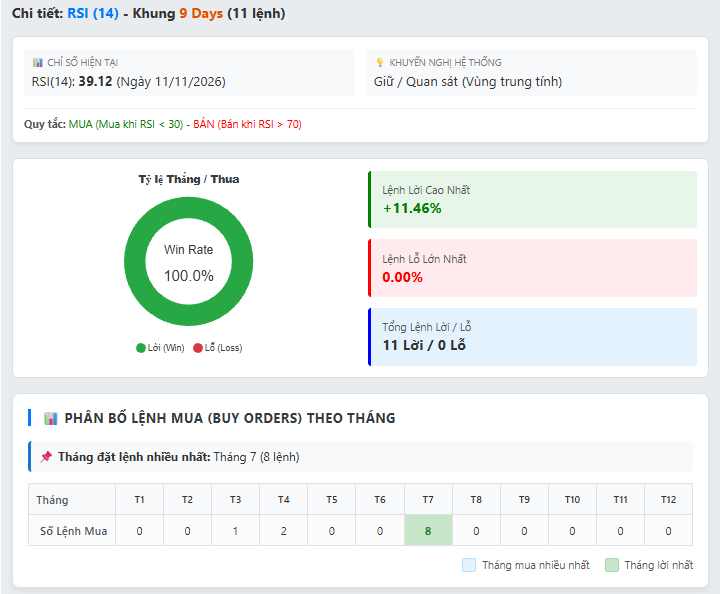 Chi tiết: RSI (14) - Khung 9 Days (11 lệnh)
CHỈ SỐ HIỆN TẠI
RSI(14): 39.12 (Ngày 11/11/2026)
KHUYẾN NGHỊ HỆ THỐNG
Giữ / Quan sát (Vùng trung tính)
Quy tắc: MUA (Mua khi RSI < 30) - BÁN (Bán khi RSI > 70)
Tỷ lệ Thắng / Thua
Win Rate
100.0%
Lời (Win) Lỗ (Loss)
Lệnh Lời Cao Nhất
+11.46%
Lệnh Lỗ Lớn Nhất
0.00%
Tổng Lệnh Lời / Lỗ
11 Lời / 0 Lỗ
PHÂN BỔ LỆNH MUA (BUY ORDERS) THEO THÁNG
Tháng đặt lệnh nhiều nhất: Tháng 7 (8 lệnh)
Tháng T1 T2 T3 T4 T5 T6 T7 T8 T9 T10 T11 T12
Số Lệnh Mua 0 0 1 2 0 0 8 0 0 0 0 0
Tháng mua nhiều nhất Tháng lời nhất